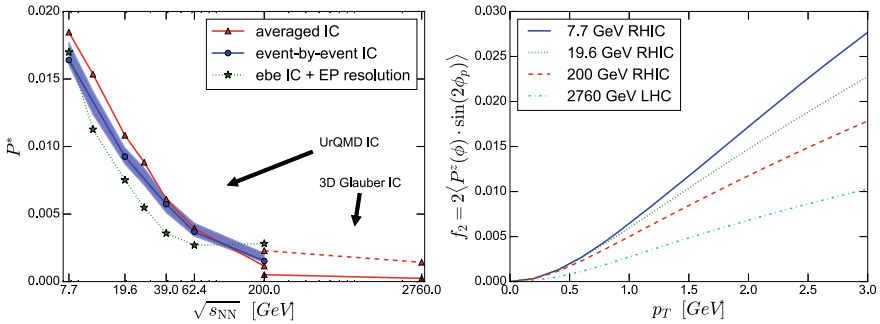 averaged IC
event-by-event IC
ebe IC + EP resolution
UrQMD IC
3D Glauber IC
P*
0.020
0.015
0.010
0.005
0.000
7.7 19.6 39.0 62.4 200.0 2760.0
√s_NN [GeV]
7.7 GeV RHIC
19.6 GeV RHIC
200 GeV RHIC
2760 GeV LHC
f₂ = 2⟨P^z(ϕ) · sin(2ϕ_p)⟩
0.030
0.025
0.020
0.015
0.010
0.005
0.000
0.0 0.5 1.0 1.5 2.0 2.5 3.0
p_T [GeV]